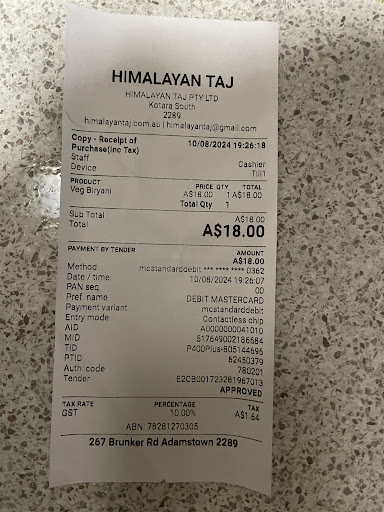 HIMALAYAN TAJ
HIMALAYAN TAJ PTY LTD
Kotara South
2289
himalayantaj.com.au | himalayantaj@gmail.com
Copy - Receipt of
Purchase(Inc Tax) 10/08/2024 19:26:18
Staff Cashier
Device Till1
PRODUCT PRICE QTY TOTAL
Veg Biryani A$18.00 1 A$18.00
Total Qty 1
Sub Total A$18.00
Total A$18.00
PAYMENT BY TENDER AMOUNT
A$18.00
Method mcstandarddebit *** **** **** 0362
Date / time 10/08/2024 19:26:07
PAN seq. 00
Pref. name DEBIT MASTERCARD
Payment variant mcstandarddebit
Entry mode Contactless chip
AID A0000000041010
MID 517649002186684
TID P400Plus-805144696
PTID 62450379
Auth. code 780201
Tender E2CB001723281967013
APPROVED
TAX RATE PERCENTAGE TAX
GST 10.00% A$1.64
ABN: 78281270305
267 Brunker Rd Adamstown 2289